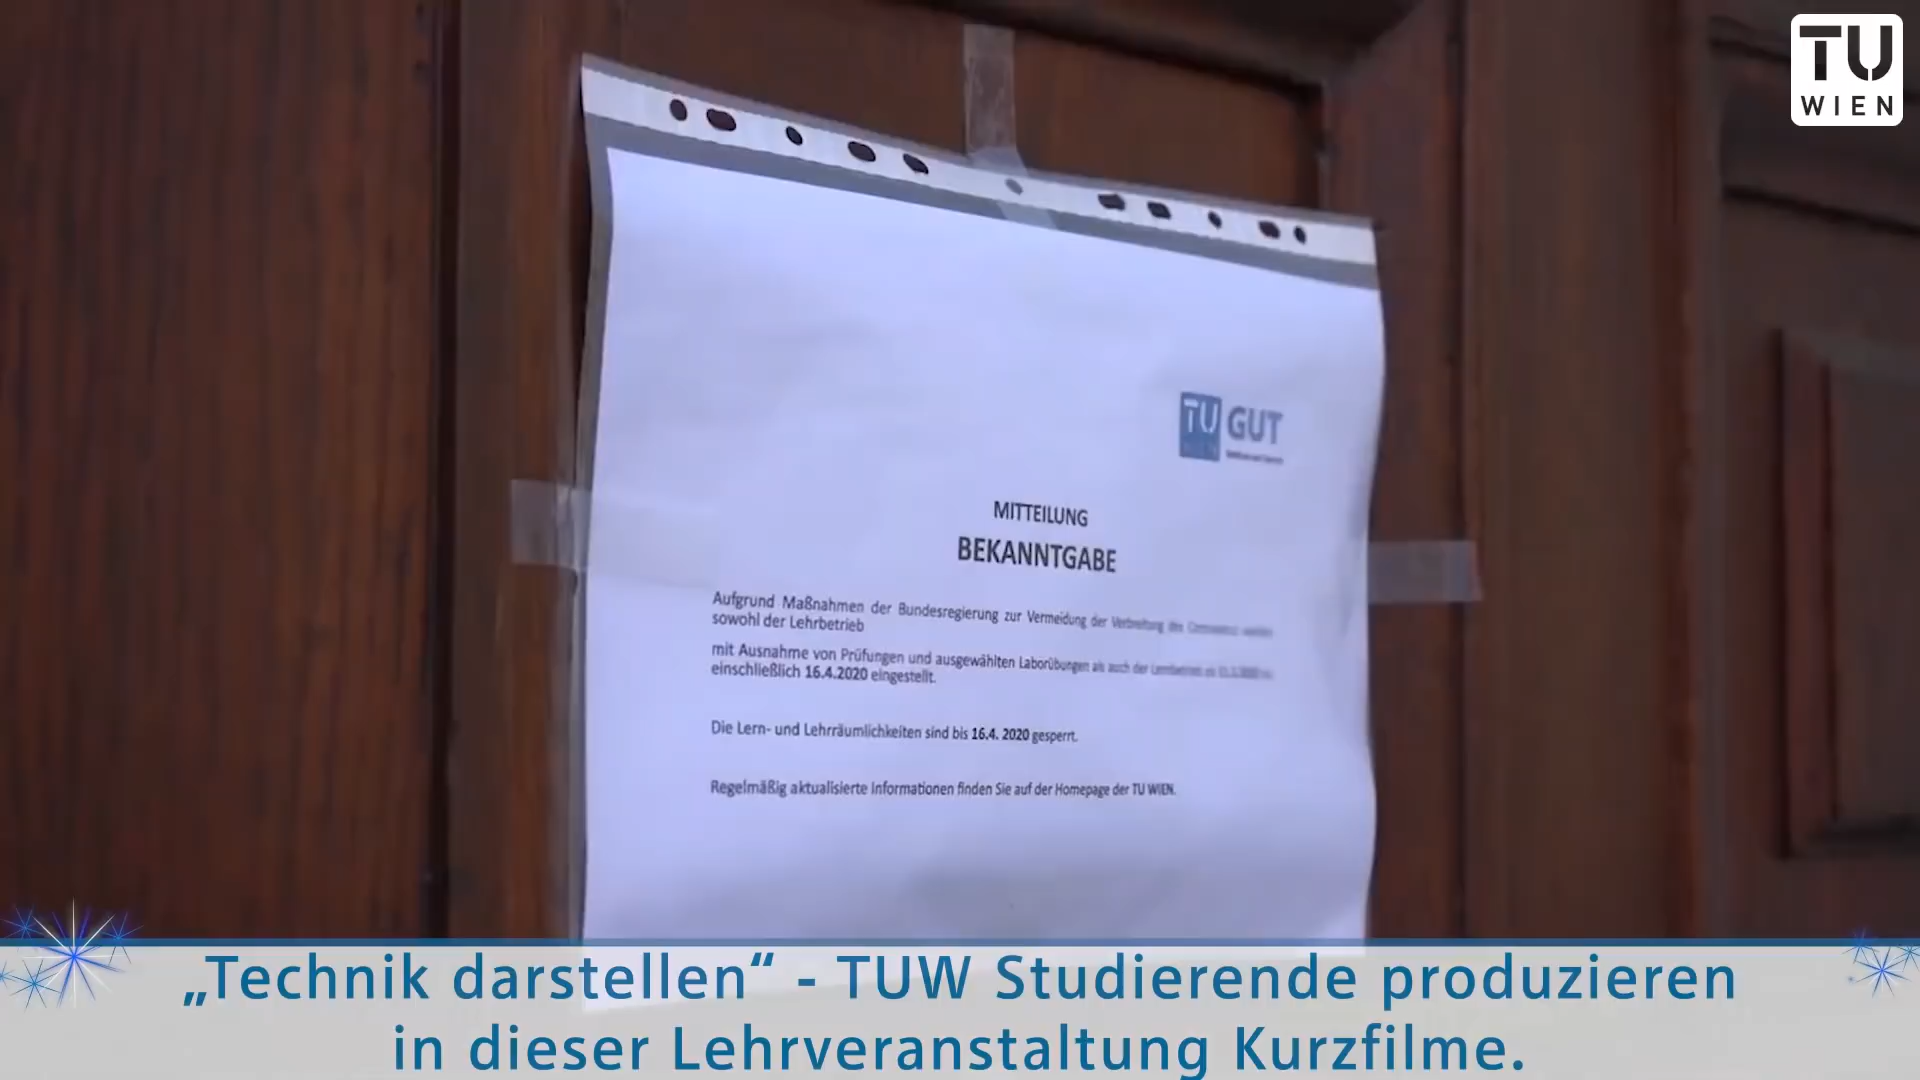 TU
WIEN
TU GUT
MITTEILUNG
BEKANNTGABE
Aufgrund Maßnahmen der Bundesregierung zur Vermeidung der Verbreitung des
sowohl der Lehrbetrieb
mit Ausnahme von Prüfungen und ausgewählten Laborübungen als auch der
einschließlich 16.4.2020 eingestellt.
Die Lern- und Lehrräumlichkeiten sind bis 16.4. 2020 gesperrt.
Regelmäßig aktualisierte Informationen finden Sie auf der Homepage der TU WIEN.
„Technik darstellen“ - TUW Studierende produzieren
in dieser Lehrveranstaltung Kurzfilme.